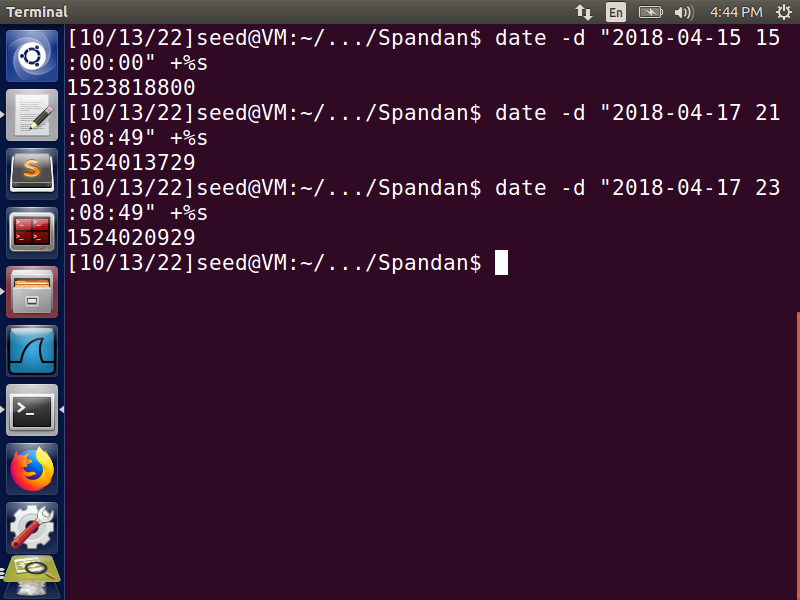 Terminal
En
4:44 PM
[10/13/22]seed@VM:~/.../Spandan$ date -d "2018-04-15 15
:00:00" +%s
1523818800
[10/13/22]seed@VM:~/.../Spandan$ date -d "2018-04-17 21
:08:49" +%s
1524013729
[10/13/22]seed@VM:~/.../Spandan$ date -d "2018-04-17 23
:08:49" +%s
1524020929
[10/13/22]seed@VM:~/.../Spandan$